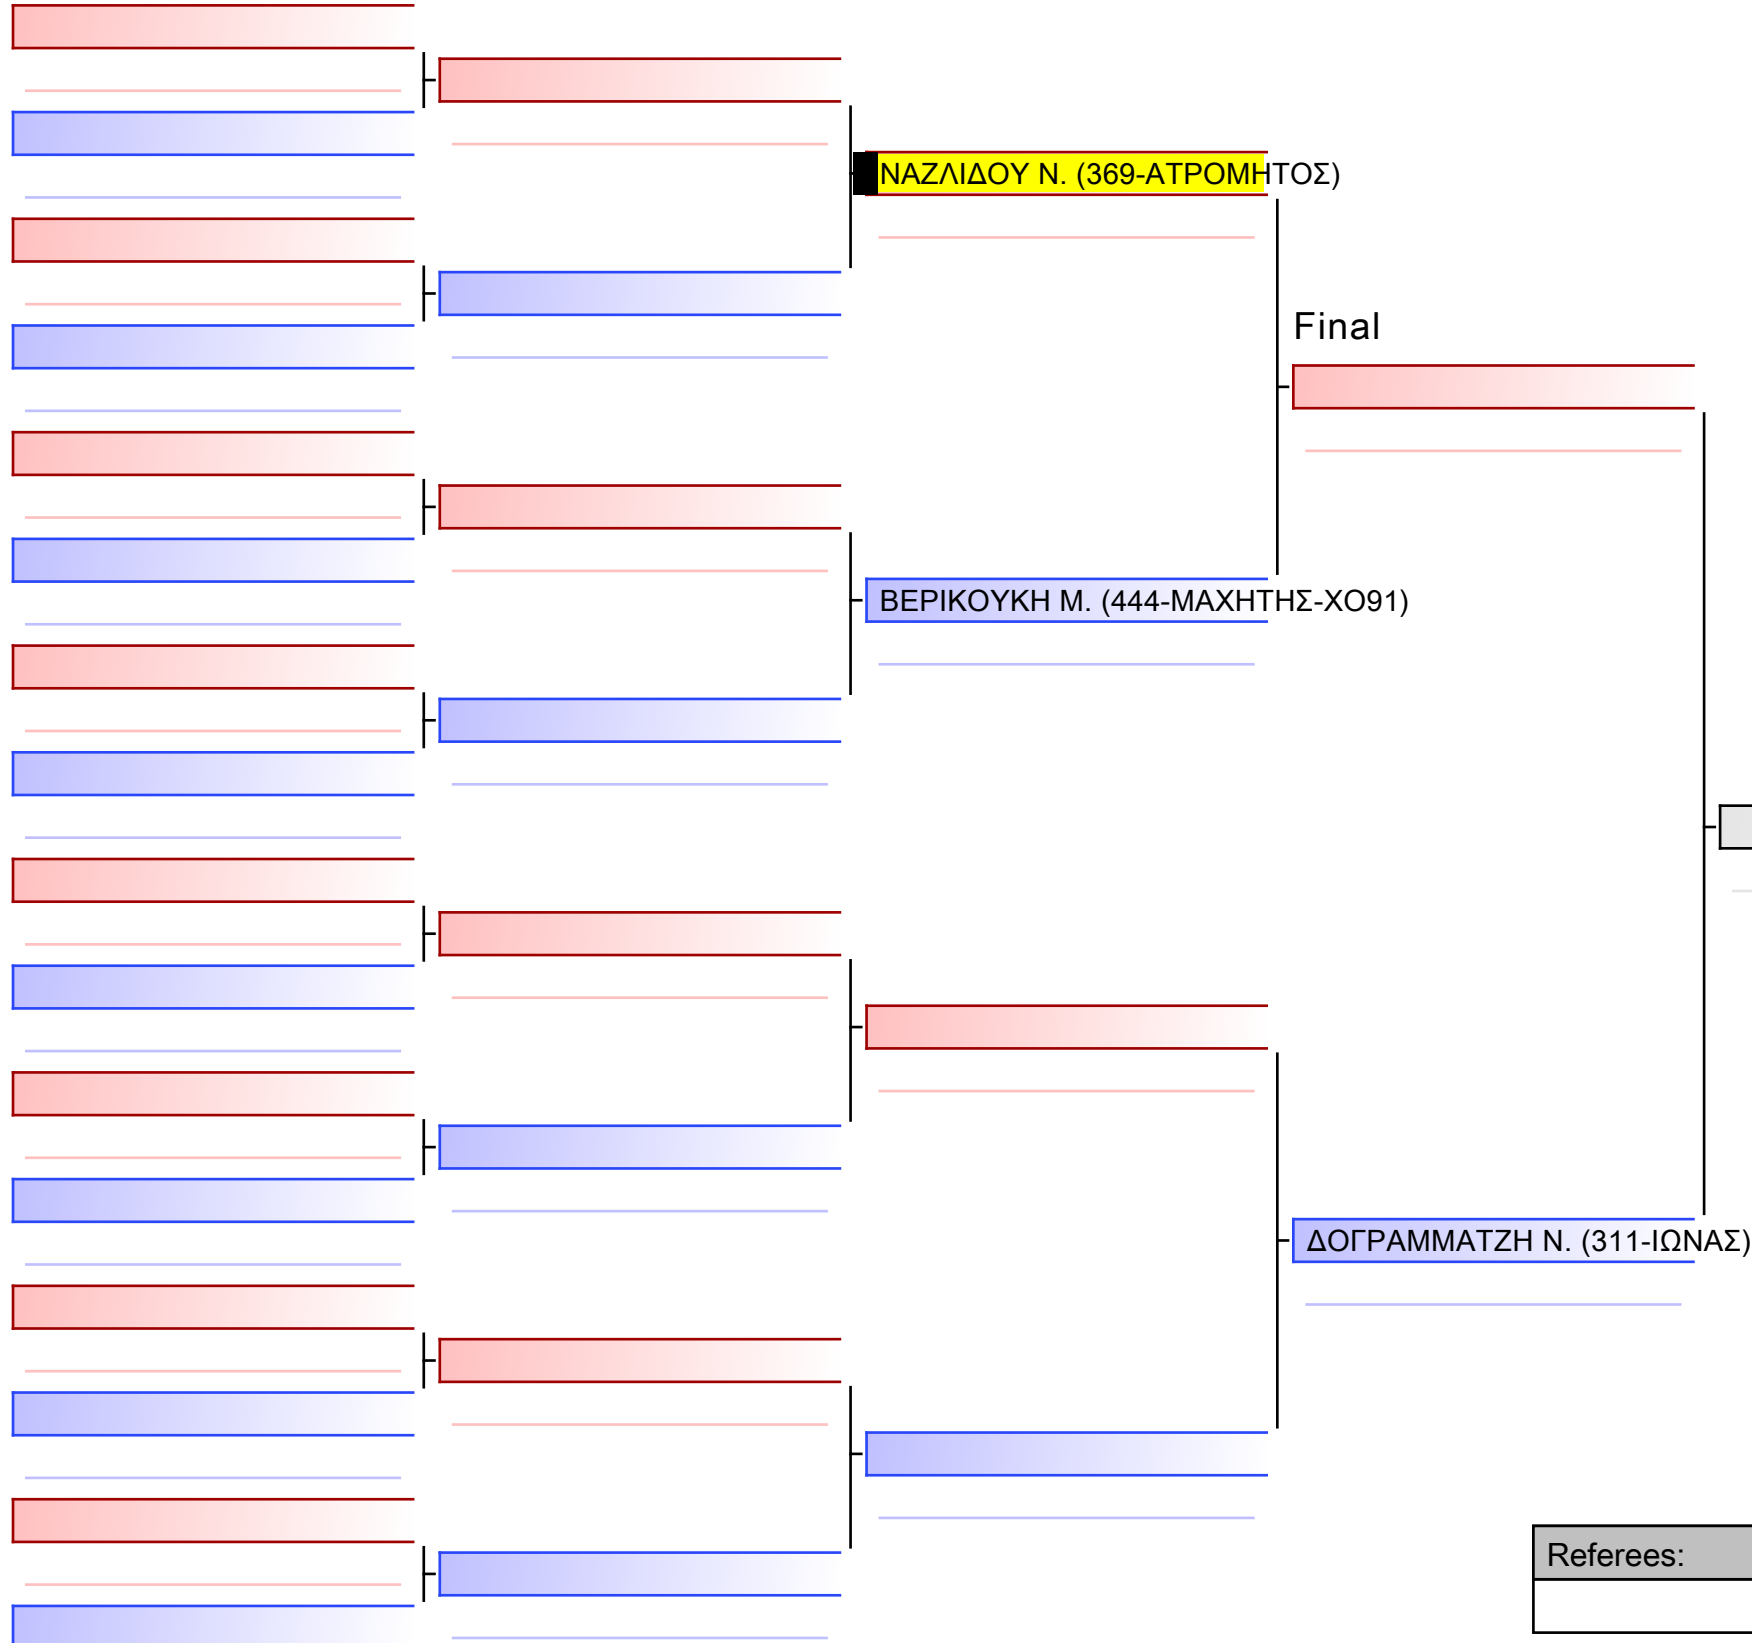 ΝΑΖΛΙΔΟΥ Ν. (369-ΑΤΡΟΜΗΤΟΣ)
Final
ΒΕΡΙΚΟΥΚΗ Μ. (444-ΜΑΧΗΤΗΣ-ΧΟ91)
ΔΟΓΡΑΜΜΑΤΖΗ Ν. (311-ΙΩΝΑΣ)
Referees: